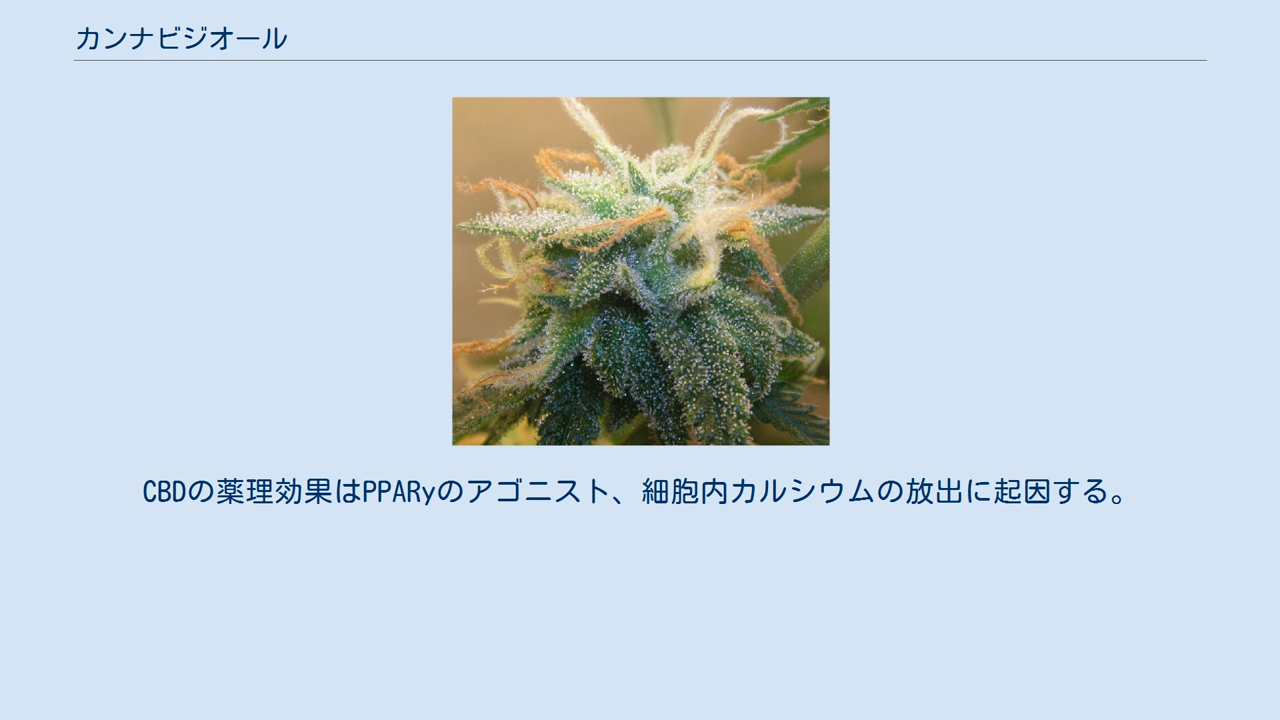 カンナビジオール
CBDの薬理効果はPPARγのアゴニスト、細胞内カルシウムの放出に起因する。